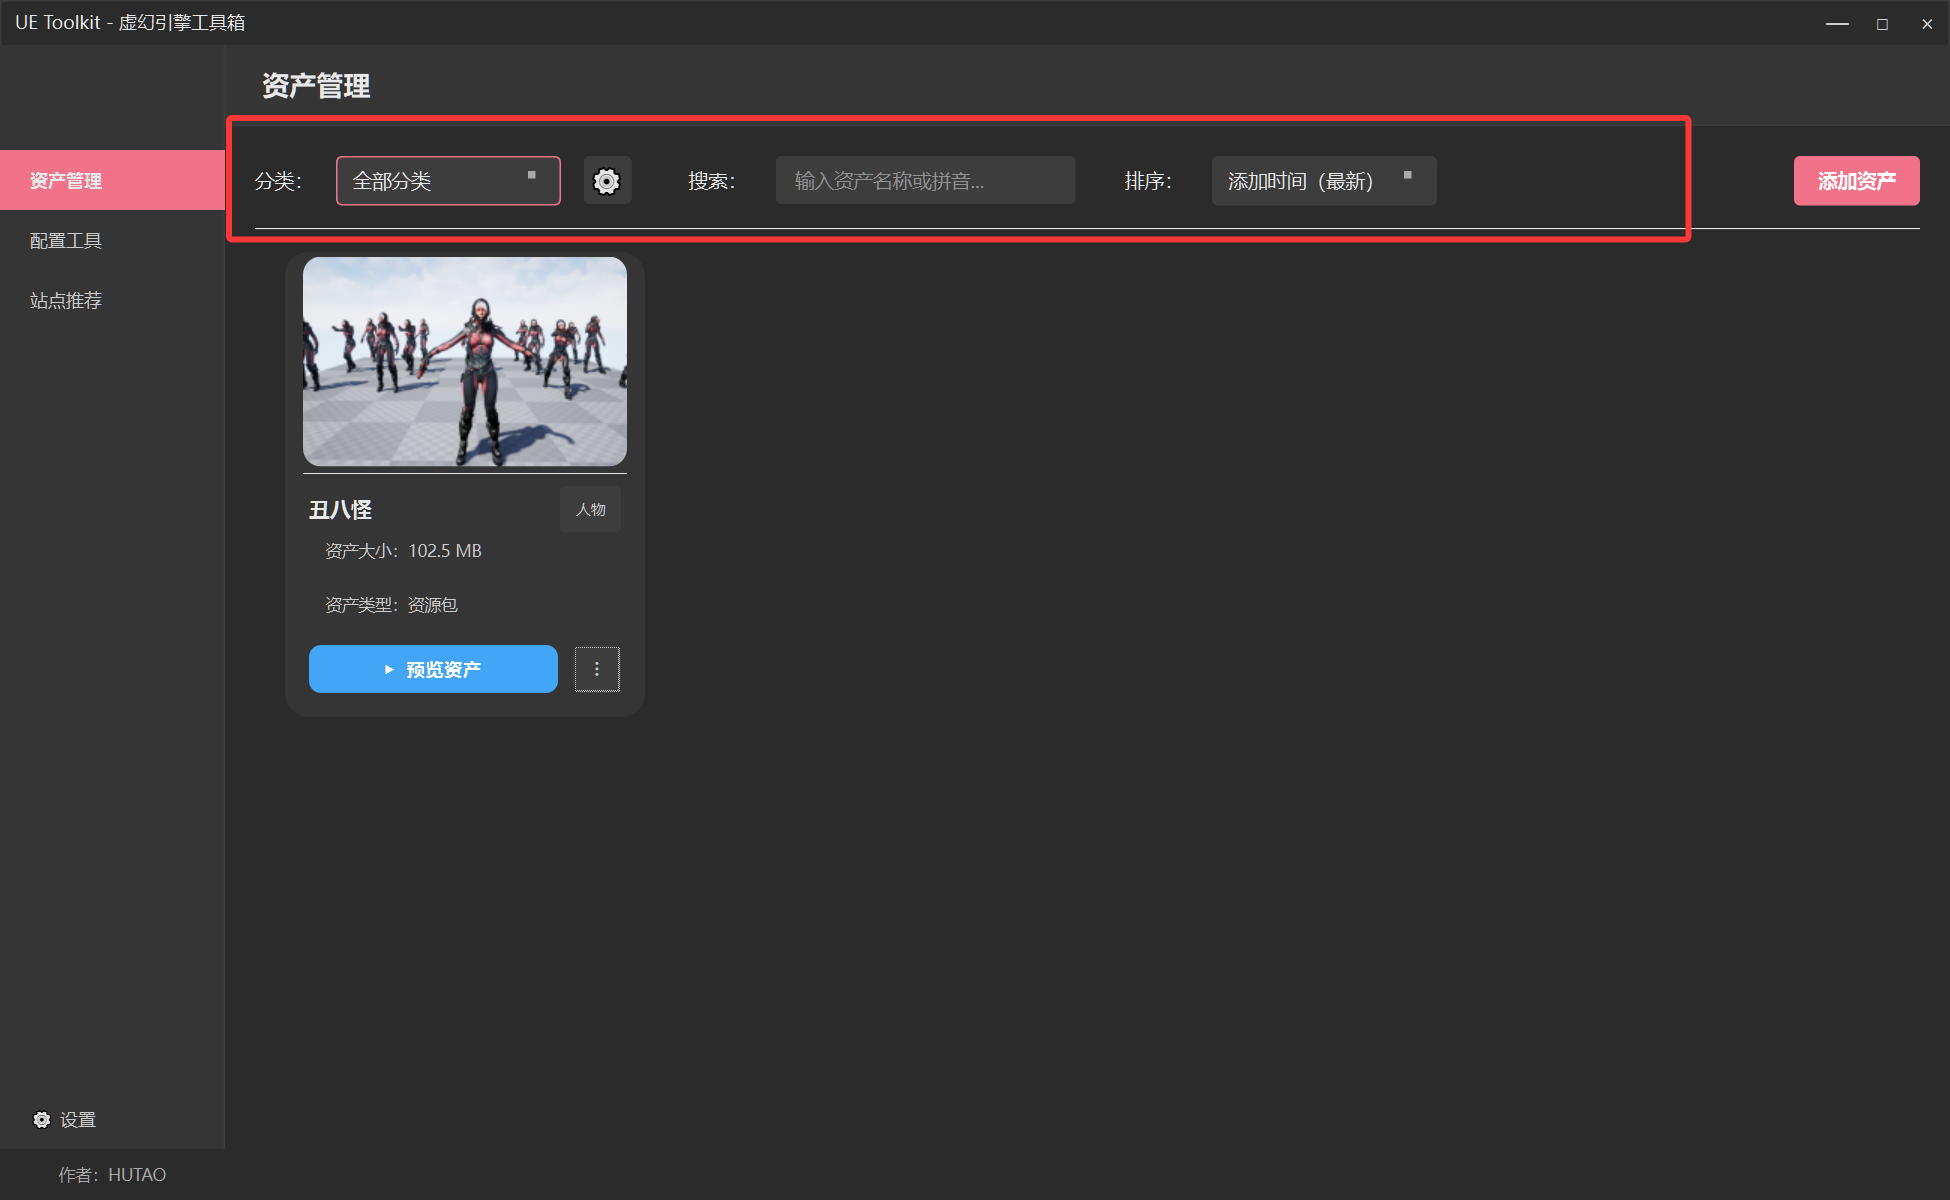 UE Toolkit - 虚幻引擎工具箱
资产管理
资产管理
配置工具
站点推荐
分类：
全部分类
搜索：
输入资产名称或拼音...
排序：
添加时间（最新）
添加资产
丑八怪
人物
资产大小：102.5 MB
资产类型：资源包
预览资产
设置
作者：HUTAO